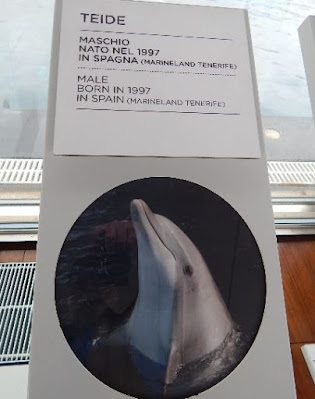 TEIDE
MASCHIO
NATO NEL 1997
IN SPAGNA (MARINELAND TENERIFE)
MALE
BORN IN 1997
IN SPAIN (MARINELAND TENERIFE)